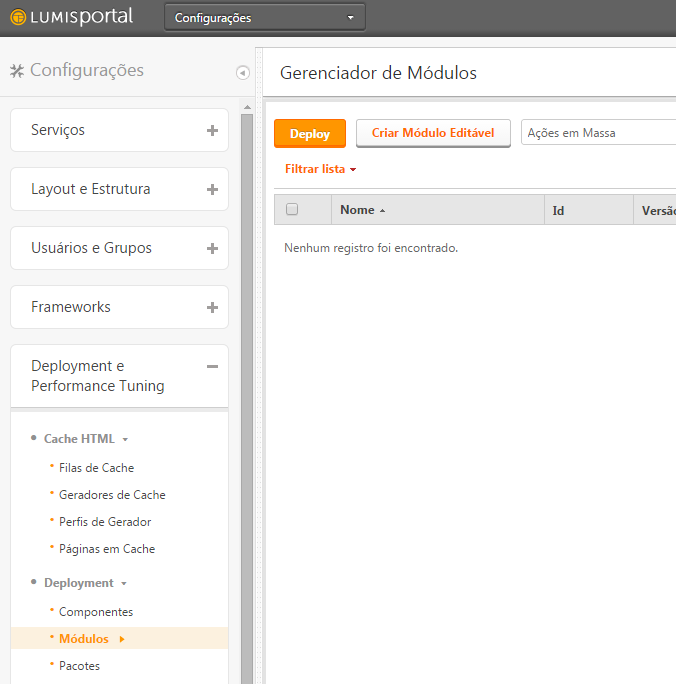 LUMISportal
Configurações
Configurações
Gerenciador de Módulos
Serviços
Layout e Estrutura
Usuários e Grupos
Frameworks
Deployment e
Performance Tuning
Cache HTML
Filas de Cache
Geradores de Cache
Perfis de Gerador
Páginas em Cache
Deployment
Componentes
Módulos
Pacotes
Deploy
Criar Módulo Editável
Ações em Massa
Filtrar lista
Nome
Id
Versão
Nenhum registro foi encontrado.